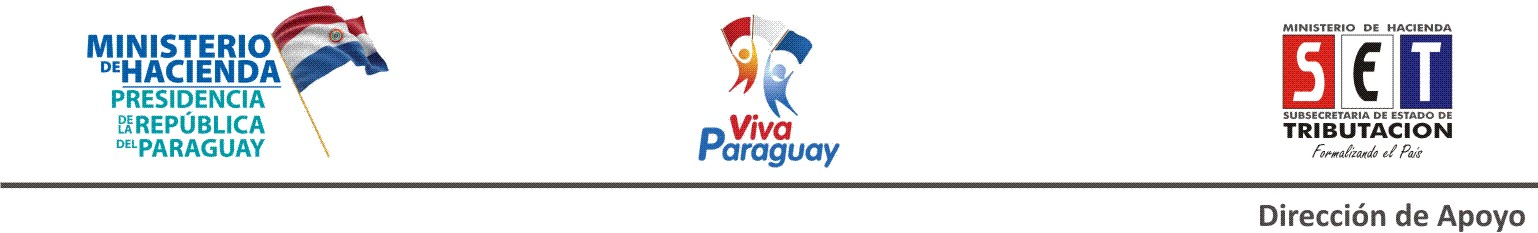 MINISTERIO
DE HACIENDA
PRESIDENCIA
DE LA REPÚBLICA
DEL PARAGUAY
Viva
Paraguay
MINISTERIO DE HACIENDA
SET
SUBSECRETARIA DE ESTADO DE
TRIBUTACION
Formalizando el País
Dirección de Apoyo